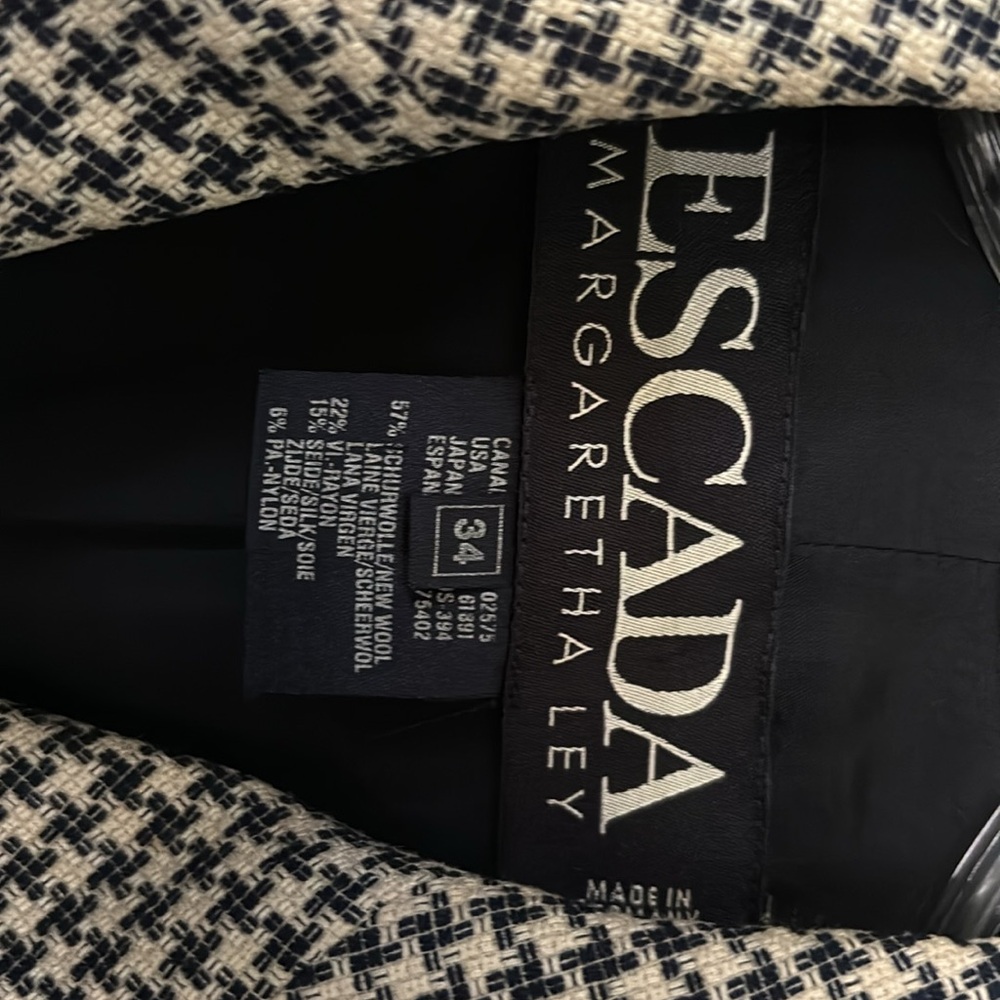 ESCADA
MARGARETHA LEY
MADE IN
34
CANA 02575
USA 61891
JAPAN IS-394
ESPAN 75402
57% SCHURWOLLE/NEW WOOL
LAINE VIERGE/SCHEERWOL
LANA VIRGEN
22% VI.-RAYON
15% SEIDE/SILK/SOIE
ZIJDE/SEDA
6% PA.-NYLON